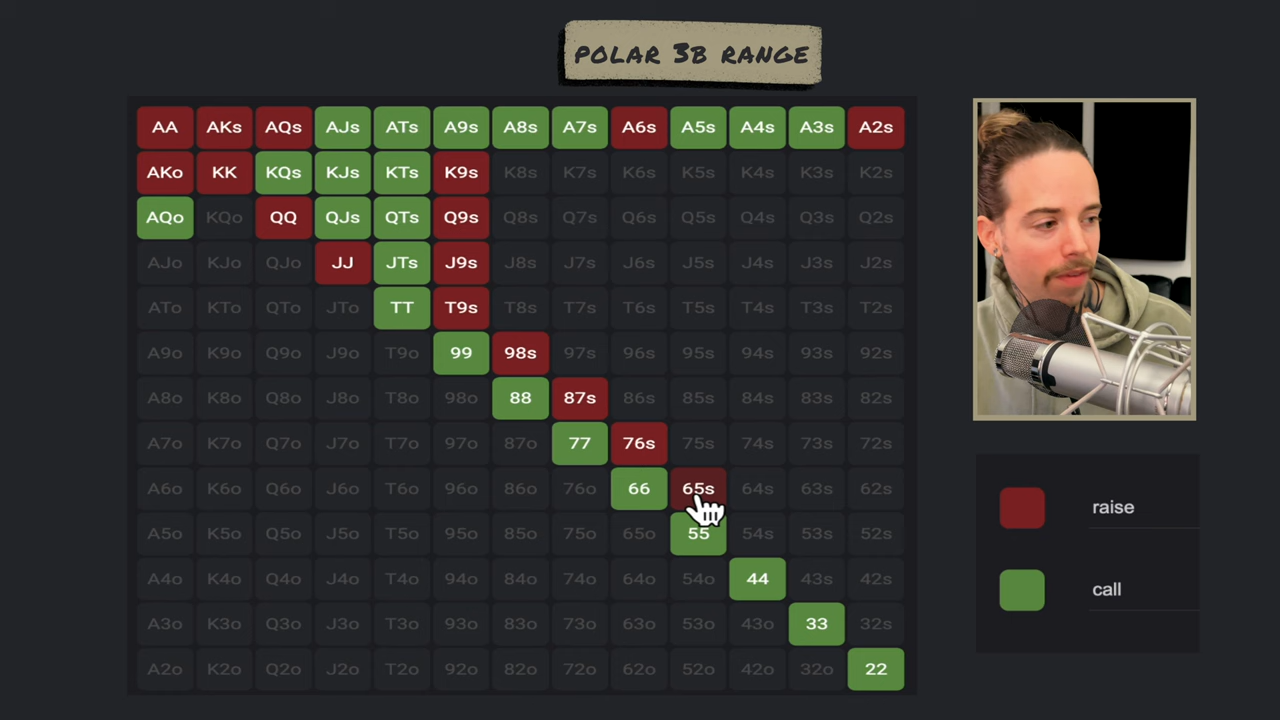 POLAR 3B RANGE
AA AKs AQs AJs ATs A9s A8s A7s A6s A5s A4s A3s A2s
AKo KK KQs KJs KTs K9s K8s K7s K6s K5s K4s K3s K2s
AQo KQo QQ QJs QTs Q9s Q8s Q7s Q6s Q5s Q4s Q3s Q2s
AJo KJo QJo JJ JTs J9s J8s J7s J6s J5s J4s J3s J2s
ATo KTo QTo JTo TT T9s T8s T7s T6s T5s T4s T3s T2s
A9o K9o Q9o J9o T9o 99 98s 97s 96s 95s 94s 93s 92s
A8o K8o Q8o J8o T8o 98o 88 87s 86s 85s 84s 83s 82s
A7o K7o Q7o J7o T7o 97o 87o 77 76s 75s 74s 73s 72s
A6o K6o Q6o J6o T6o 96o 86o 76o 66 65s 64s 63s 62s
A5o K5o Q5o J5o T5o 95o 85o 75o 65o 55 54s 53s 52s
A4o K4o Q4o J4o T4o 94o 84o 74o 64o 54o 44 43s 42s
A3o K3o Q3o J3o T3o 93o 83o 73o 63o 53o 43o 33 32s
A2o K2o Q2o J2o T2o 92o 82o 72o 62o 52o 42o 32o 22
raise
call